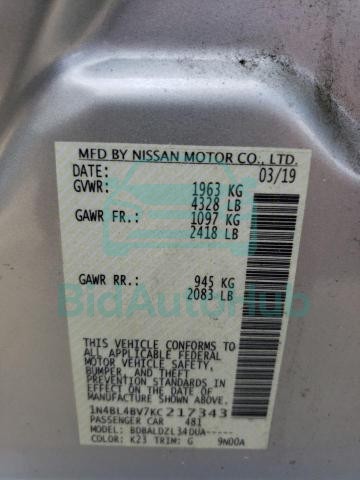 MFD BY NISSAN MOTOR CO., LTD.
DATE: 03/19
GVWR: 1963 KG
4328 LB
GAWR FR.: 1097 KG
2418 LB
GAWR RR.: 945 KG
2083 LB
BidAutoHub
THIS VEHICLE CONFORMS TO
ALL APPLICABLE FEDERAL
MOTOR VEHICLE SAFETY,
BUMPER, AND THEFT
PREVENTION STANDARDS IN
EFFECT ON THE DATE OF
MANUFACTURE SHOWN ABOVE.
1N4BL4BV7KC217343
PASSENGER CAR 481
MODEL: BDBALDZL34DUA----
COLOR: K23 TRIM: G 9N00A